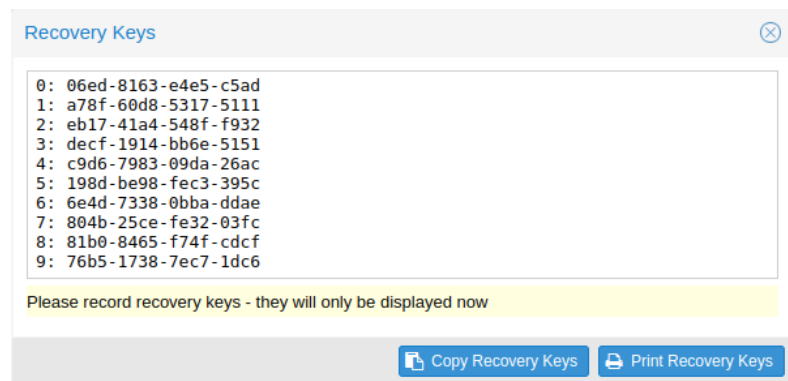 Recovery Keys
0: 06ed-8163-e4e5-c5ad
1: a78f-60d8-5317-5111
2: eb17-41a4-548f-f932
3: decf-1914-bb6e-5151
4: c9d6-7983-09da-26ac
5: 198d-be98-fec3-395c
6: 6e4d-7338-0bba-ddae
7: 804b-25ce-fe32-03fc
8: 81b0-8465-f74f-cdcf
9: 76b5-1738-7ec7-1dc6
Please record recovery keys - they will only be displayed now
Copy Recovery Keys Print Recovery Keys